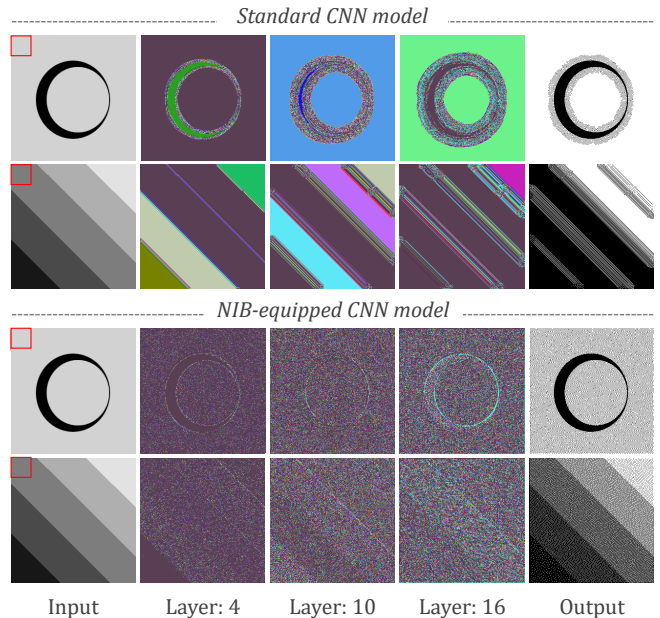 Standard CNN model
NIB-equipped CNN model
Input Layer: 4 Layer: 10 Layer: 16 Output